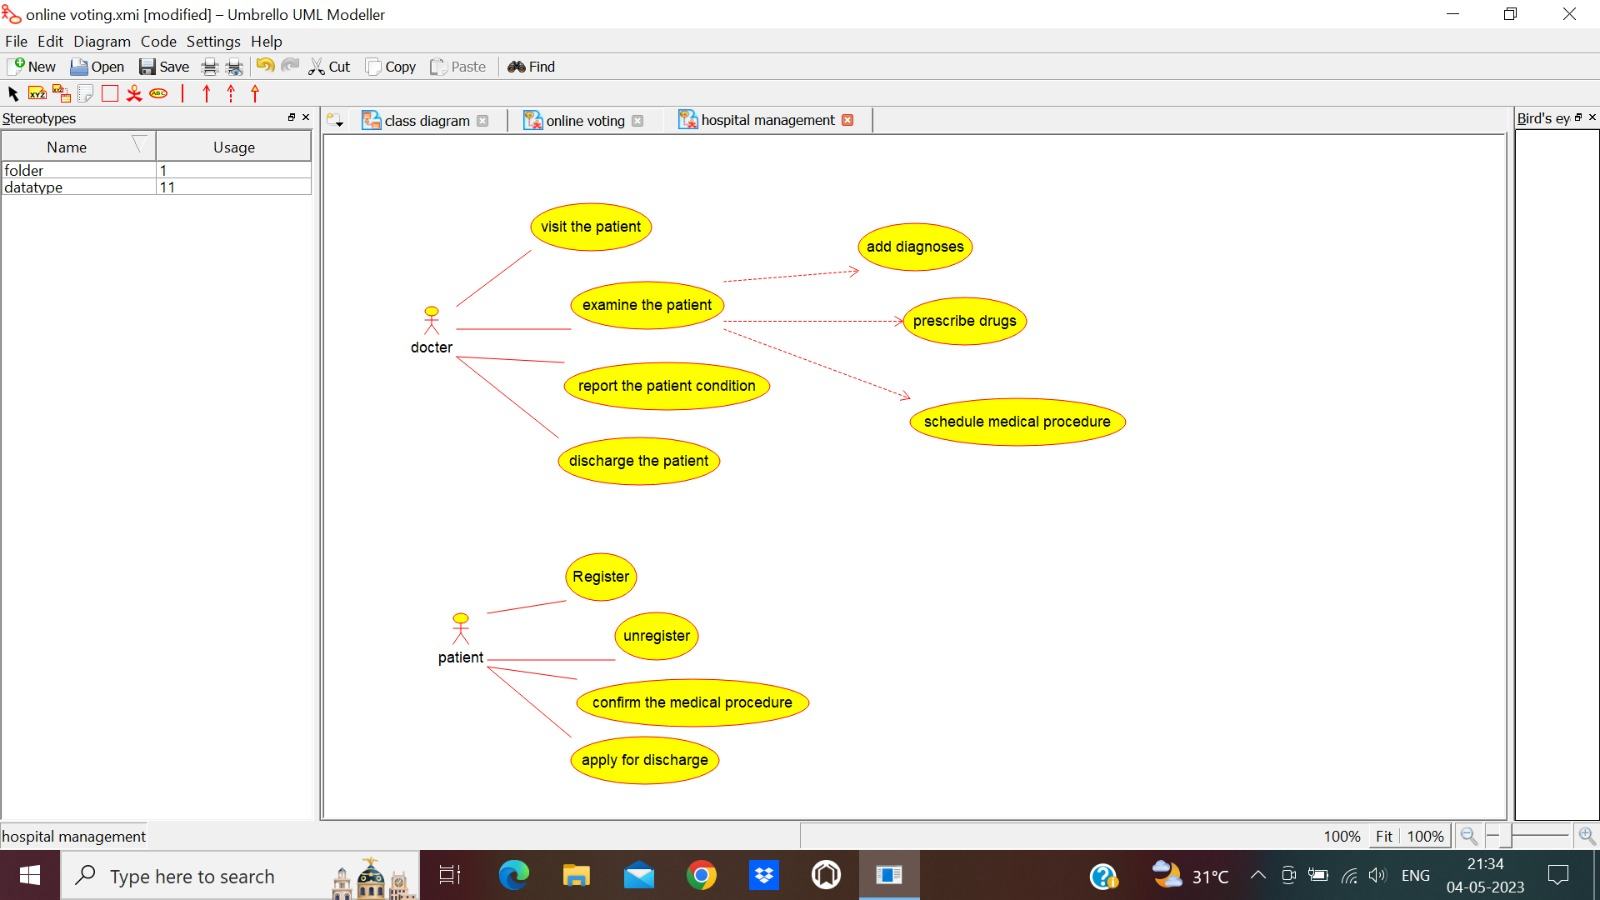 online voting.xmi [modified] – Umbrello UML Modeller
File Edit Diagram Code Settings Help
New Open Save Cut Copy Paste Find
XYZ XYZ ABC
Stereotypes
Name Usage
folder 1
datatype 11
class diagram online voting hospital management
Bird's ey
visit the patient
add diagnoses
examine the patient
prescribe drugs
docter
report the patient condition
schedule medical procedure
discharge the patient
Register
unregister
patient
confirm the medical procedure
apply for discharge
hospital management
100% Fit 100%
Type here to search
31°C
ENG
21:34
04-05-2023